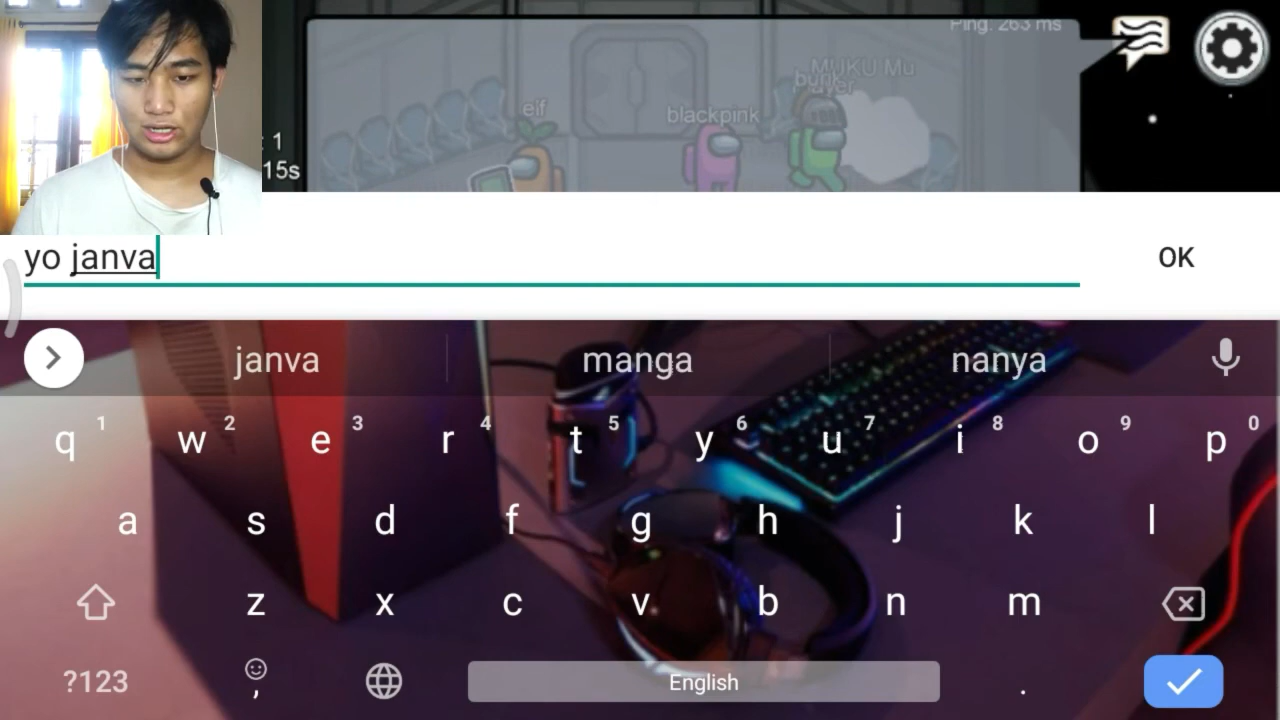 Ping: 263 ms
MUKU Mu
bunk
elf
blackpink
: 1
15s
yo janva
OK
janva manga nanya
q 1 w 2 e 3 r 4 t 5 y 6 u 7 i 8 o 9 p 0
a s d f g h j k l
z x c v b n m
?123 , English .